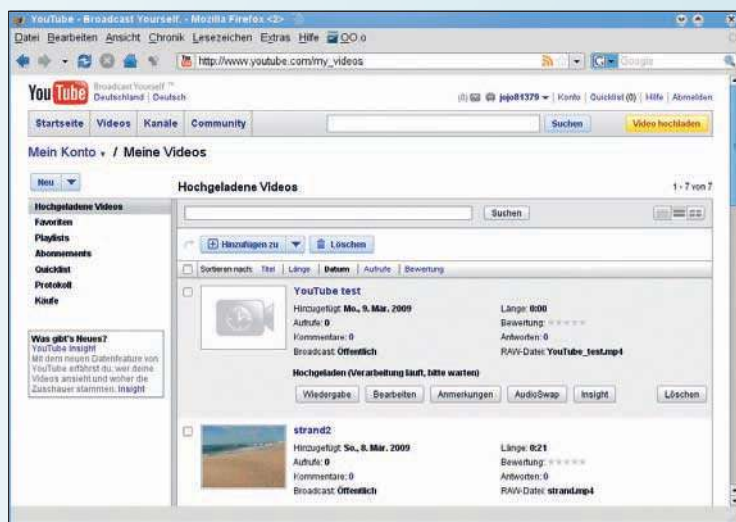 YouTube - Broadcast Yourself. - Mozilla Firefox <2>
Datei Bearbeiten Ansicht Chronik Lesezeichen Extras Hilfe OO.o
http://www.youtube.com/my_videos
Google
YouTube Broadcast Yourself ™
Deutschland | Deutsch
(0) jojo81379 | Konto | Quicklist (0) | Hilfe | Abmelden
Startseite Videos Kanäle Community Suchen Video hochladen
Mein Konto / Meine Videos
Neu
Hochgeladene Videos 1 - 7 von 7
Hochgeladene Videos
Favoriten
Playlists
Abonnements
Quicklist
Protokoll
Käufe
Was gibt's Neues?
YouTube Insight
Mit dem neuen Datenfeature von
YouTube erfährst du, wer deine
Videos ansieht und woher die
Zuschauer stammen. Insight
Suchen
Hinzufügen zu Löschen
Sortieren nach: Titel | Länge | Datum | Aufrufe | Bewertung
YouTube test
Hinzugefügt: Mo., 9. Mär. 2009 Länge: 0:00
Aufrufe: 0 Bewertung:
Kommentare: 0 Antworten: 0
Broadcast: Öffentlich RAW-Datei: YouTube_test.mp4
Hochgeladen (Verarbeitung läuft, bitte warten)
Wiedergabe Bearbeiten Anmerkungen AudioSwap Insight Löschen
strand2
Hinzugefügt: So., 8. Mär. 2009 Länge: 0:21
Aufrufe: 0 Bewertung:
Kommentare: 0 Antworten: 0
Broadcast: Öffentlich RAW-Datei: strand.mp4